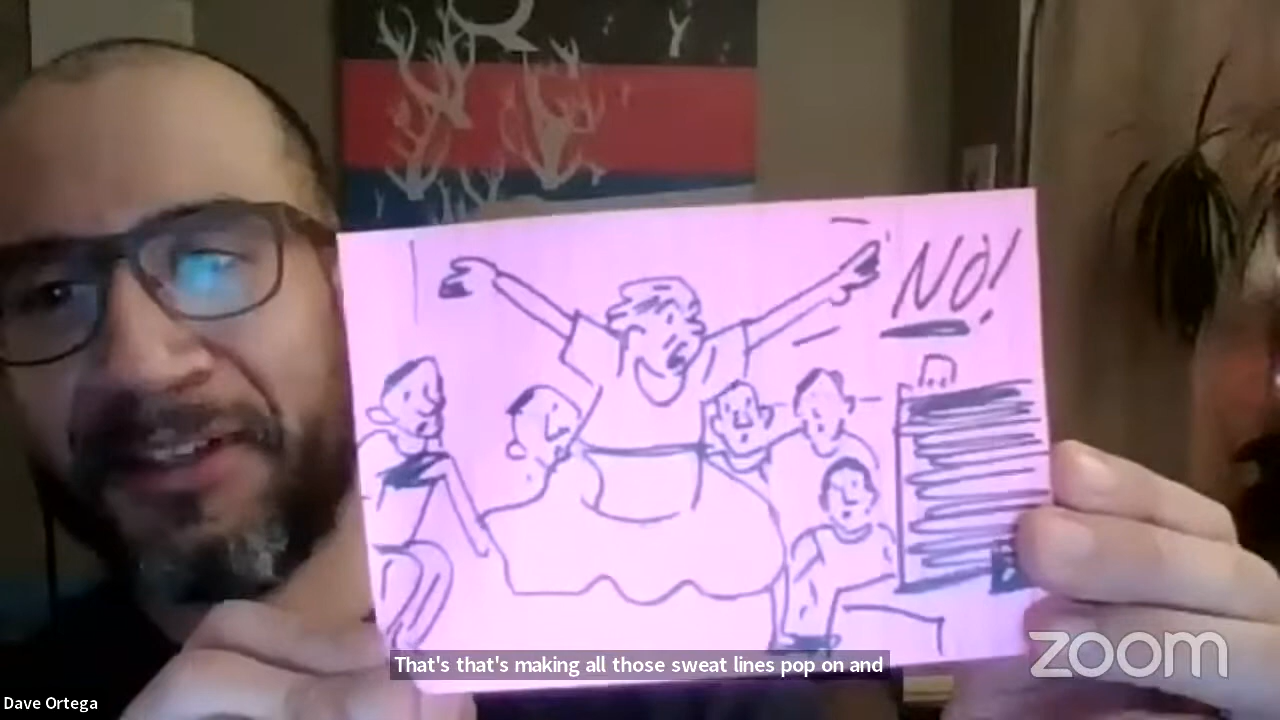 NO!
That's that's making all those sweat lines pop on and
zoom
Dave Ortega